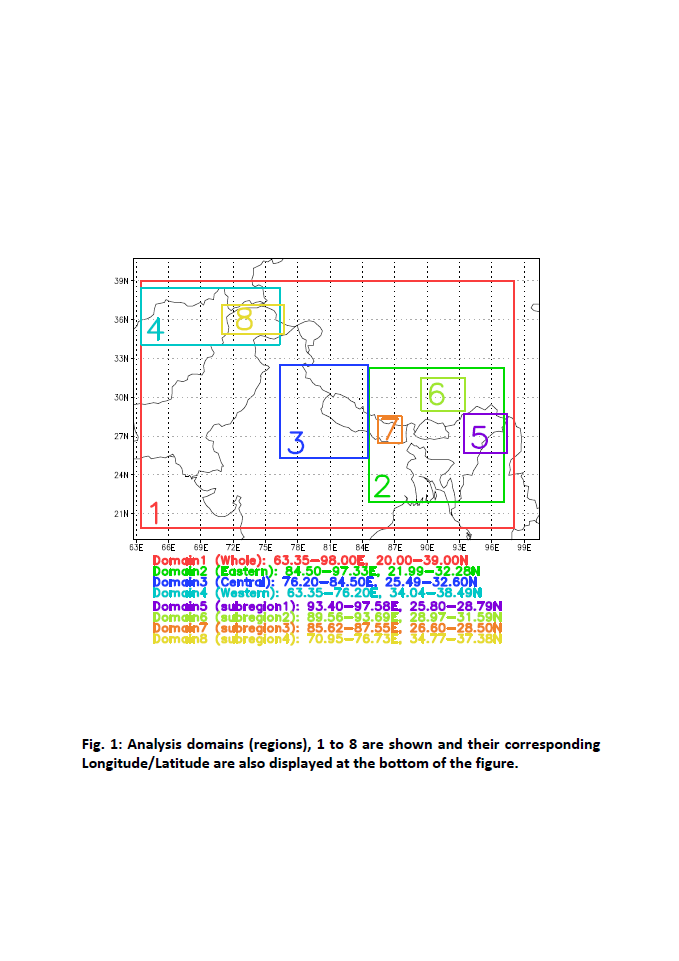 39N
36N
33N
30N
27N
24N
21N
4
8
6
7
5
3
2
1
63E 66E 69E 72E 75E 78E 81E 84E 87E 90E 93E 96E 99E
Domain1 (Whole): 63.35–98.00E, 20.00–39.00N
Domain2 (Eastern): 84.50–97.33E, 21.99–32.28N
Domain3 (Central): 76.20–84.50E, 25.49–32.60N
Domain4 (Western): 63.35–76.20E, 34.04–38.49N
Domain5 (subregion1): 93.40–97.58E, 25.80–28.79N
Domain6 (subregion2): 89.56–93.69E, 28.97–31.59N
Domain7 (subregion3): 85.62–87.55E, 26.60–28.50N
Domain8 (subregion4): 70.95–76.73E, 34.77–37.38N
Fig. 1: Analysis domains (regions), 1 to 8 are shown and their corresponding
Longitude/Latitude are also displayed at the bottom of the figure.